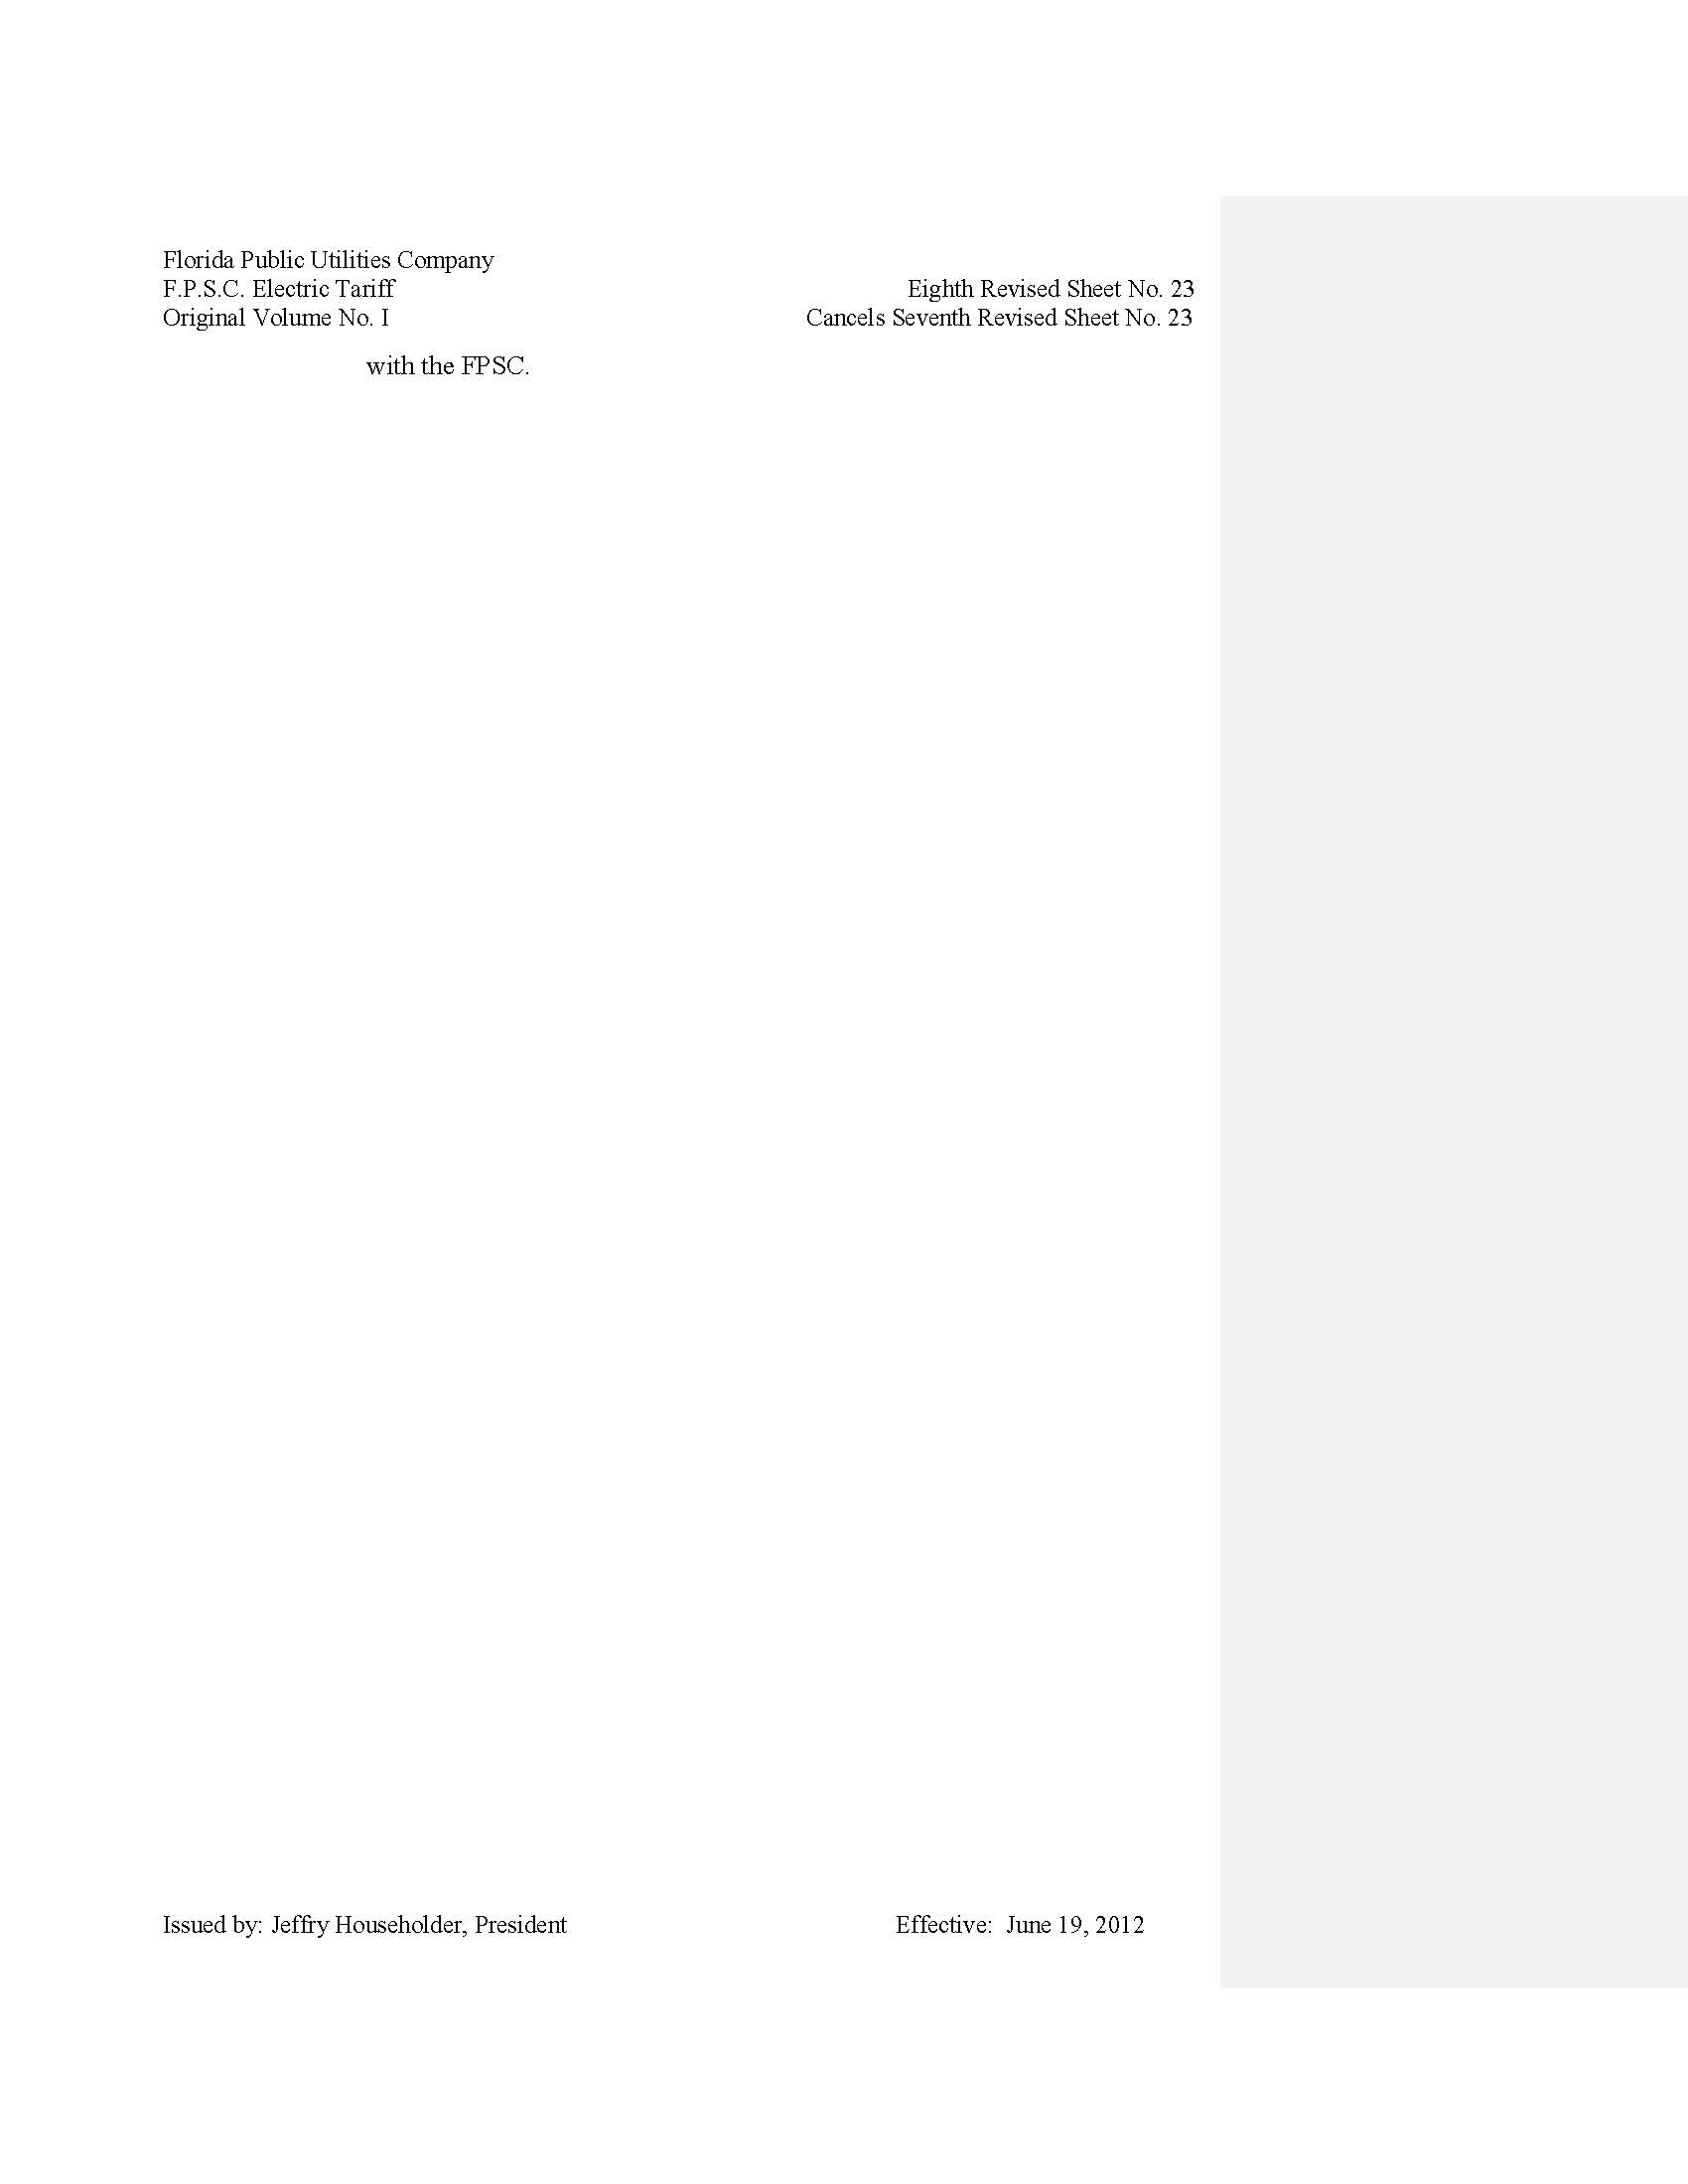 Florida Public Utilities Company
F.P.S.C. Electric Tariff Eighth Revised Sheet No. 23
Original Volume No. I Cancels Seventh Revised Sheet No. 23
with the FPSC.
Issued by: Jeffry Householder, President Effective: June 19, 2012